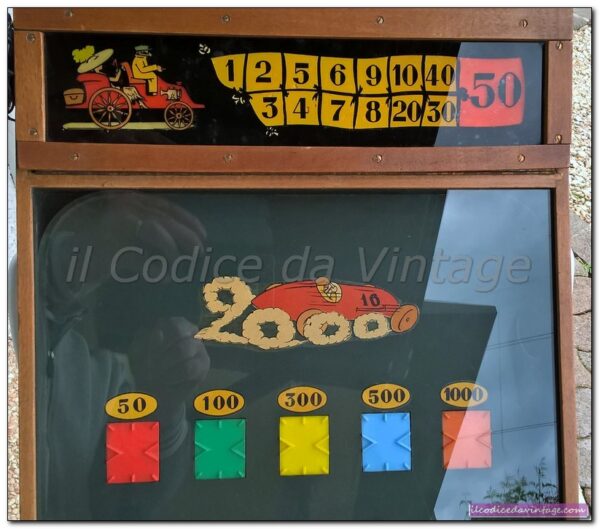 1 2 5 6 9 10 40 50
3 4 7 8 20 30
il Codice da Vintage
16
2000
50 100 300 500 1000
ilcodicedavintage.com